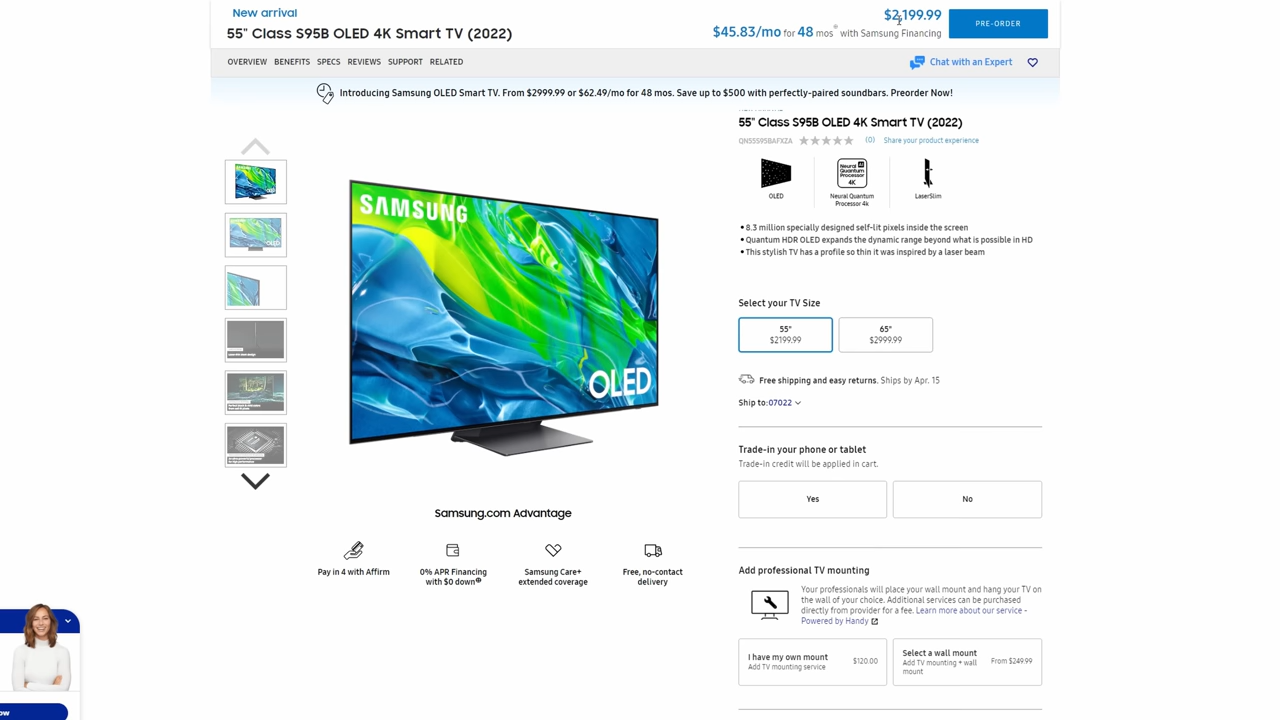 New arrival
55" Class S95B OLED 4K Smart TV (2022)
$2,199.99
$45.83/mo for 48 mos with Samsung Financing
PRE-ORDER
OVERVIEW BENEFITS SPECS REVIEWS SUPPORT RELATED
Chat with an Expert
Introducing Samsung OLED Smart TV. From $2999.99 or $62.49/mo for 48 mos. Save up to $500 with perfectly-paired soundbars. Preorder Now!
55" Class S95B OLED 4K Smart TV (2022)
QN55S95BAFXZA
(0) Share your product experience
Neural Quantum Processor 4K
OLED
Neural Quantum
Processor 4k
LaserSlim
• 8.3 million specially designed self-lit pixels inside the screen
• Quantum HDR OLED expands the dynamic range beyond what is possible in HD
• This stylish TV has a profile so thin it was inspired by a laser beam
SAMSUNG
OLED
OLED
Select your TV Size
55"
$2199.99
65"
$2999.99
Free shipping and easy returns. Ships by Apr. 15
Ship to:07022
Trade-in your phone or tablet
Trade-in credit will be applied in cart.
Yes
No
Samsung.com Advantage
Pay in 4 with Affirm
0% APR Financing
with $0 down
Samsung Care+
extended coverage
Free, no-contact
delivery
Add professional TV mounting
Your professionals will place your wall mount and hang your TV on
the wall of your choice. Additional services can be purchased
directly from provider for a fee. Learn more about our service -
Powered by Handy
I have my own mount
Add TV mounting service
$120.00
Select a wall mount
Add TV mounting + wall
mount
From $249.99
ow